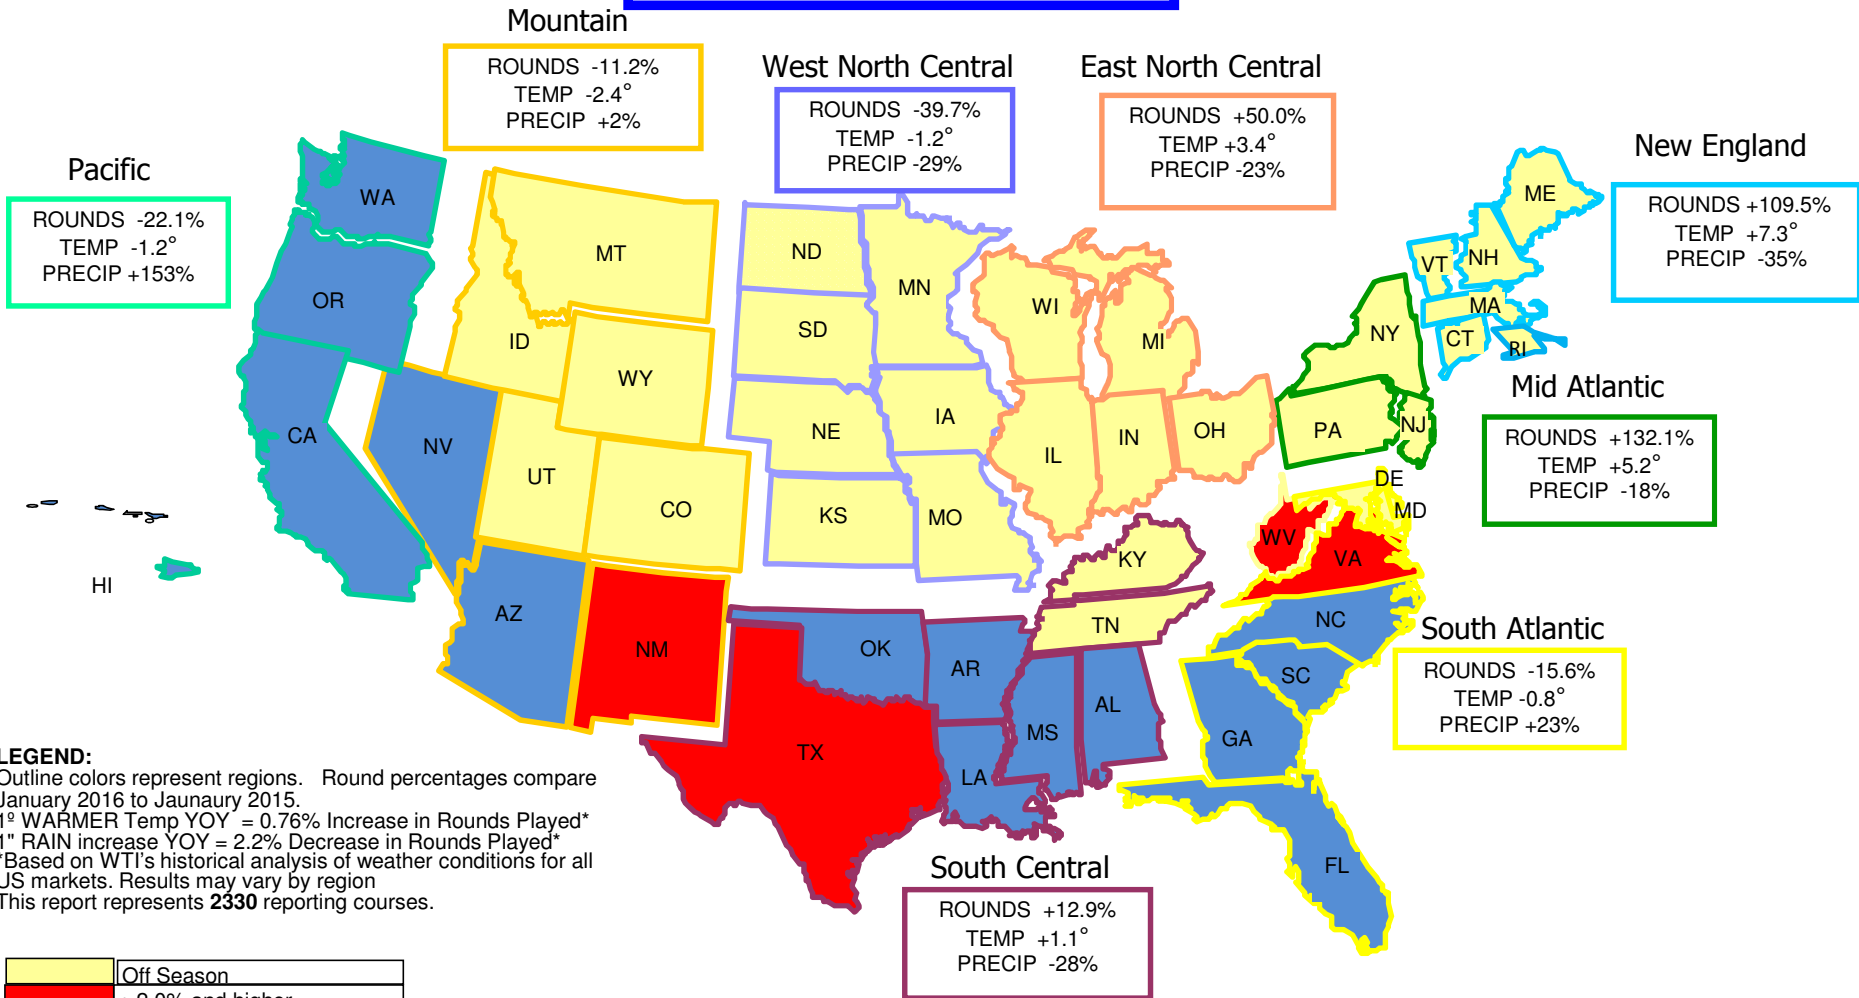 Mountain
ROUNDS -11.2%
TEMP -2.4°
PRECIP +2%
West North Central
ROUNDS -39.7%
TEMP -1.2°
PRECIP -29%
East North Central
ROUNDS +50.0%
TEMP +3.4°
PRECIP -23%
New England
ROUNDS +109.5%
TEMP +7.3°
PRECIP -35%
Pacific
ROUNDS -22.1%
TEMP -1.2°
PRECIP +153%
WA
OR
CA
HI
MT
ID
WY
NV
UT
CO
AZ
NM
ND
SD
NE
KS
MN
IA
MO
WI
MI
IL
IN
OH
ME
VT
NH
MA
CT
RI
NY
PA
NJ
Mid Atlantic
ROUNDS +132.1%
TEMP +5.2°
PRECIP -18%
DE
MD
WV
VA
KY
TN
NC
SC
GA
FL
OK
AR
TX
LA
MS
AL
South Atlantic
ROUNDS -15.6%
TEMP -0.8°
PRECIP +23%
South Central
ROUNDS +12.9%
TEMP +1.1°
PRECIP -28%
LEGEND:
Outline colors represent regions. Round percentages compare
January 2016 to Jaunaury 2015.
1º WARMER Temp YOY = 0.76% Increase in Rounds Played*
1" RAIN increase YOY = 2.2% Decrease in Rounds Played*
*Based on WTI's historical analysis of weather conditions for all
US markets. Results may vary by region
This report represents 2330 reporting courses.
Off Season
and higher